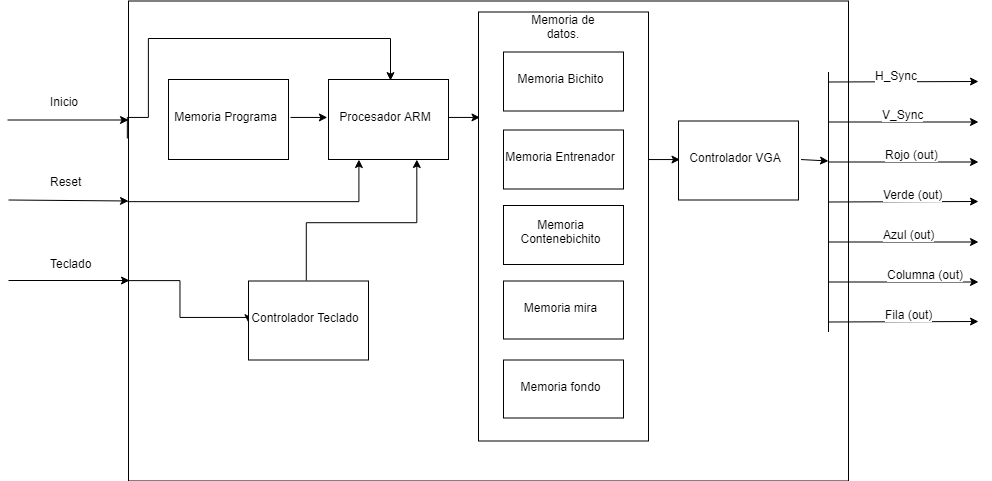 Memoria de
datos.
Inicio
Memoria Programa
Procesador ARM
Memoria Bichito
Memoria Entrenador
Controlador VGA
Reset
Memoria
Contenebichito
Teclado
Controlador Teclado
Memoria mira
Memoria fondo
H_Sync
V_Sync
Rojo (out)
Verde (out)
Azul (out)
Columna (out)
Fila (out)